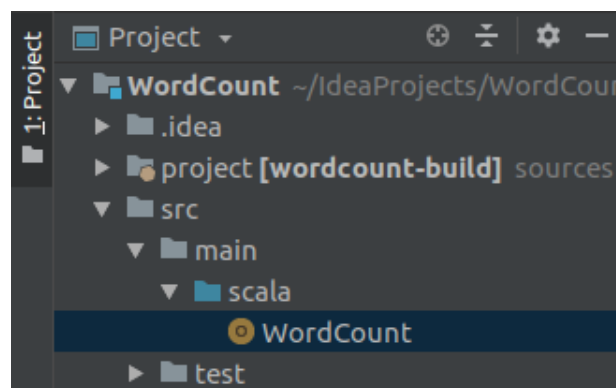 1: Project
Project
WordCount ~/IdeaProjects/WordCour
.idea
project [wordcount-build] sources
src
main
scala
WordCount
test